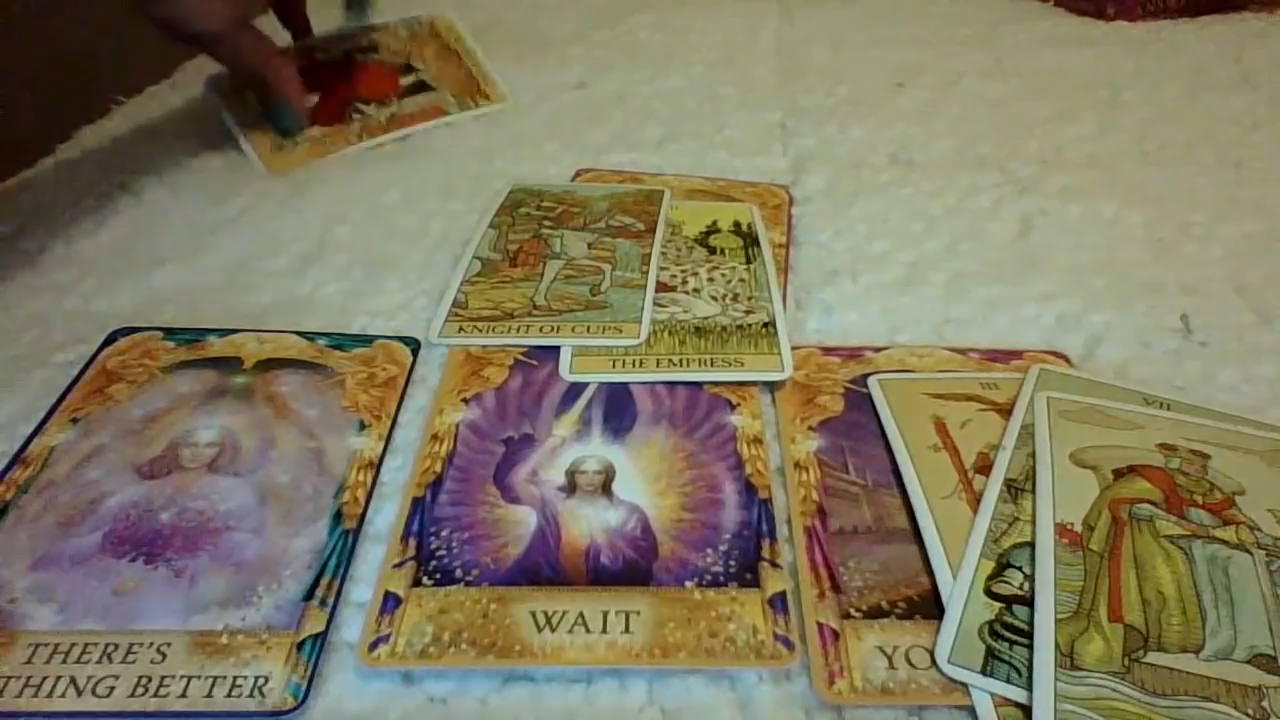 KNIGHT OF CUPS
THE EMPRESS
III
VII
WAIT
THERE'S
THING BETTER
YO